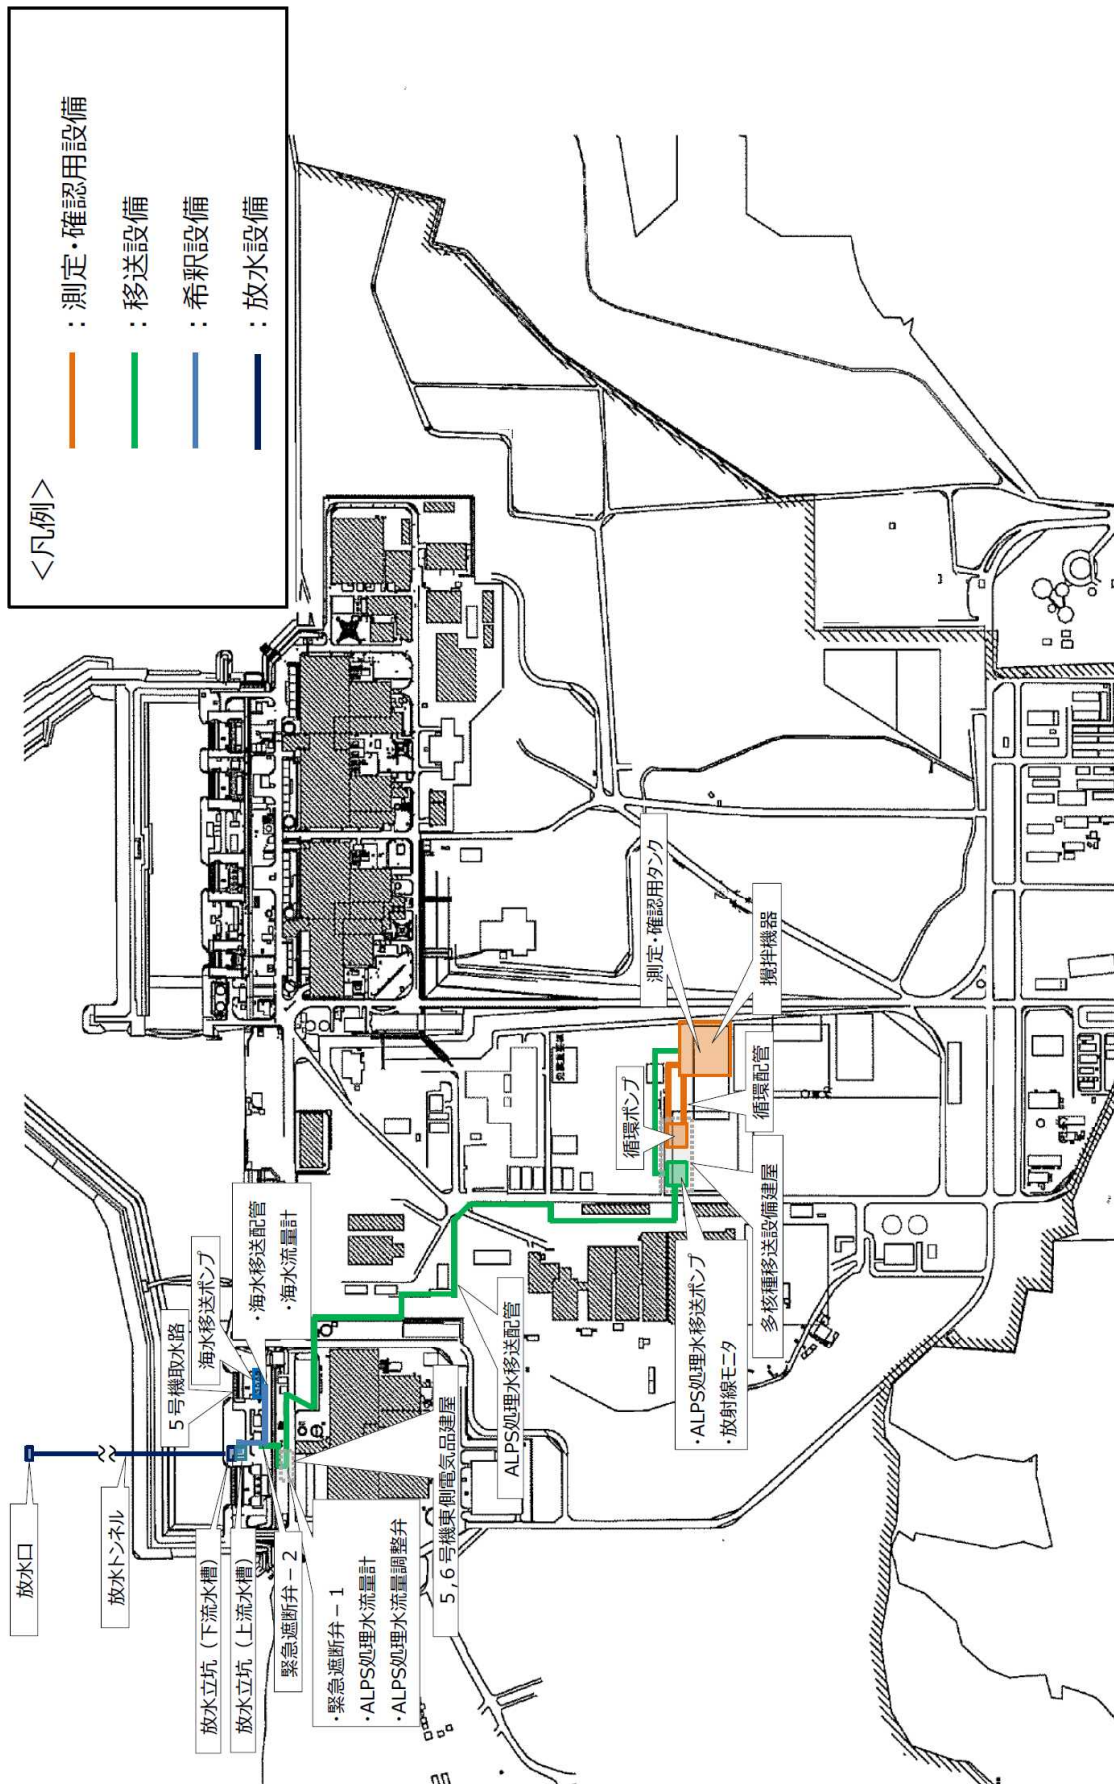 <凡例>
：測定・確認用設備
：移送設備
：希釈設備
：放水設備
放水口
放水トンネル
放水立坑（下流水槽）
放水立坑（上流水槽）
緊急遮断弁－２
・緊急遮断弁－１
・ALPS処理水流量計
・ALPS処理水流量調整弁
５,６号機東側電気品建屋
５号機取水路
海水移送ポンプ
・海水移送配管
・海水流量計
ALPS処理水移送配管
・ALPS処理水移送ポンプ
・放射線モニタ
多核種移送設備建屋
循環ポンプ
循環配管
測定・確認用タンク
攪拌機器
免震重要棟